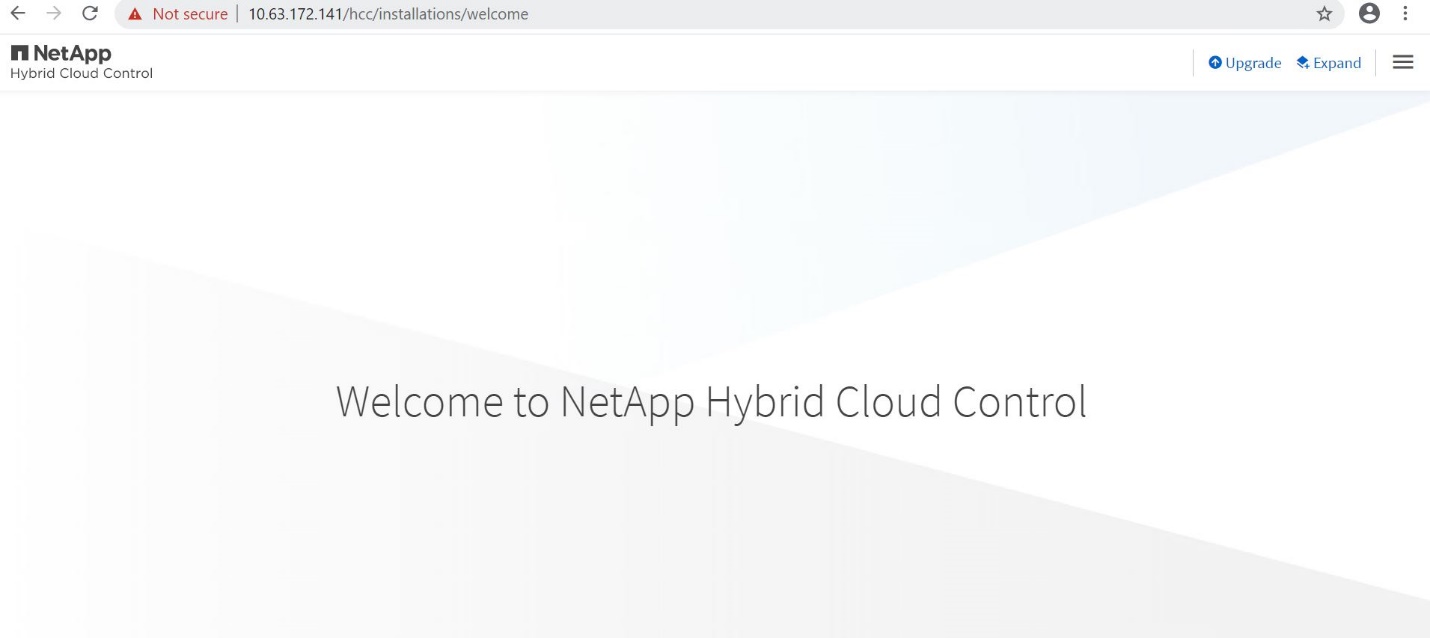 Not secure | 10.63.172.141/hcc/installations/welcome
NetApp
Hybrid Cloud Control
Upgrade Expand
Welcome to NetApp Hybrid Cloud Control